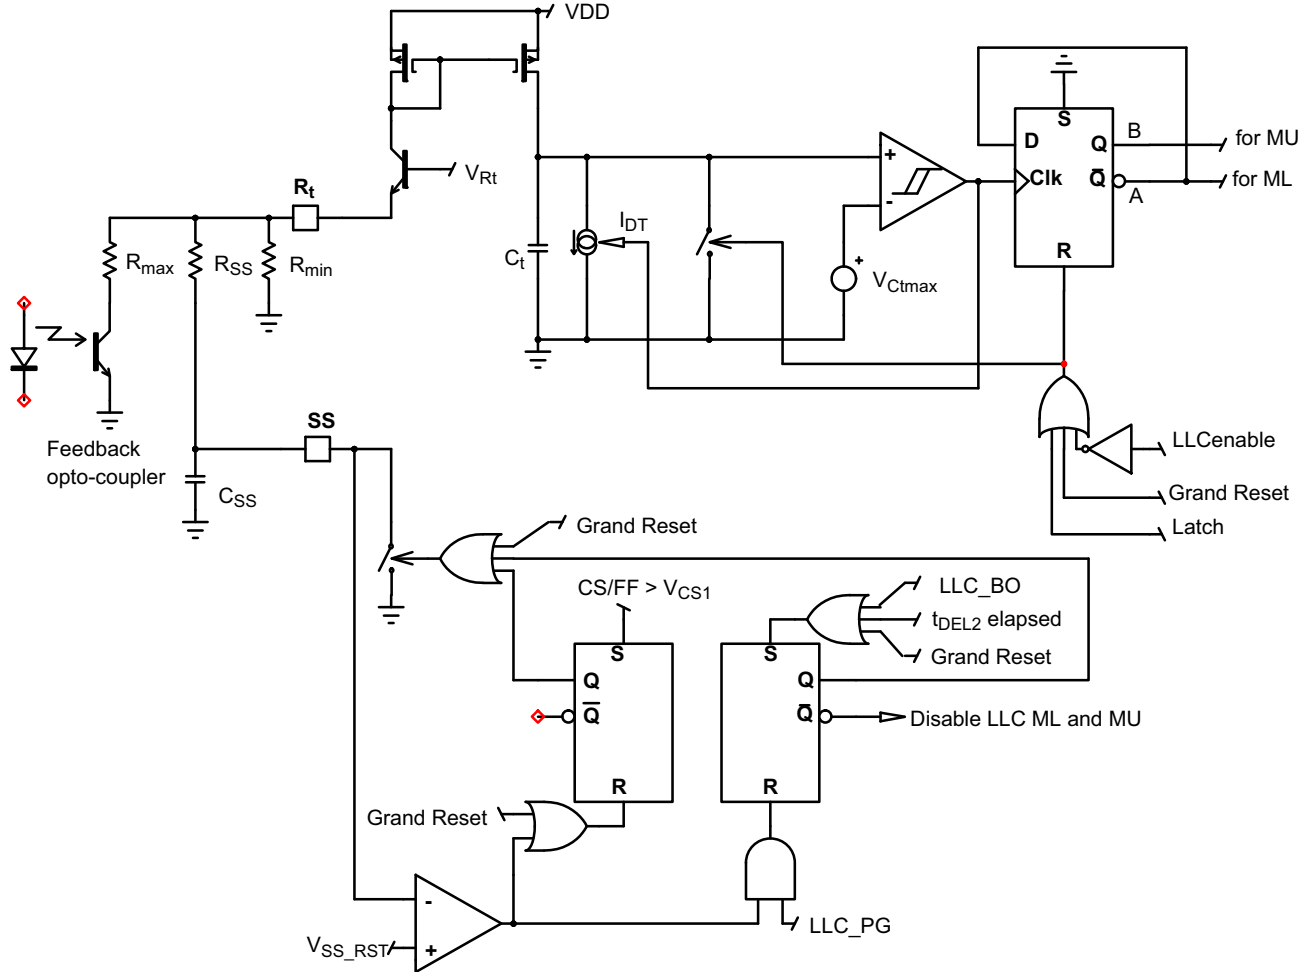 VDD
S
D
Q
B
for MU
Clk
Q
A
for ML
R
VRt
Rt
IDT
Ct
VCtmax
Rmax
RSS
Rmin
Feedback
opto-coupler
SS
CSS
LLCenable
Grand Reset
Latch
Grand Reset
CS/FF > VCS1
LLC_BO
tDEL2 elapsed
Grand Reset
S
Q
Q
R
S
Q
Q
R
Disable LLC ML and MU
Grand Reset
VSS_RST
LLC_PG